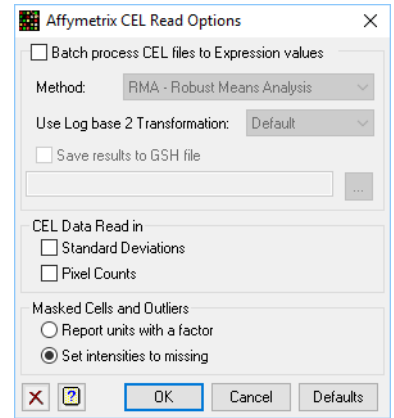 Affymetrix CEL Read Options
Batch process CEL files to Expression values
Method: RMA - Robust Means Analysis
Use Log base 2 Transformation: Default
Save results to GSH file
...
CEL Data Read in
Standard Deviations
Pixel Counts
Masked Cells and Outliers
Report units with a factor
Set intensities to missing
? OK Cancel Defaults